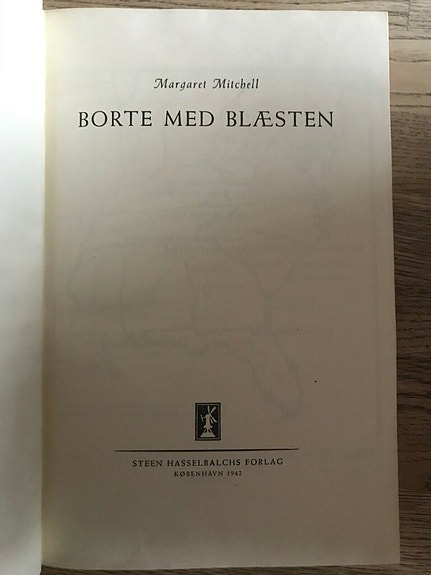 Margaret Mitchell
BORTE MED BLÆSTEN
STEEN HASSELBALCHS FORLAG
KØBENHAVN 1942